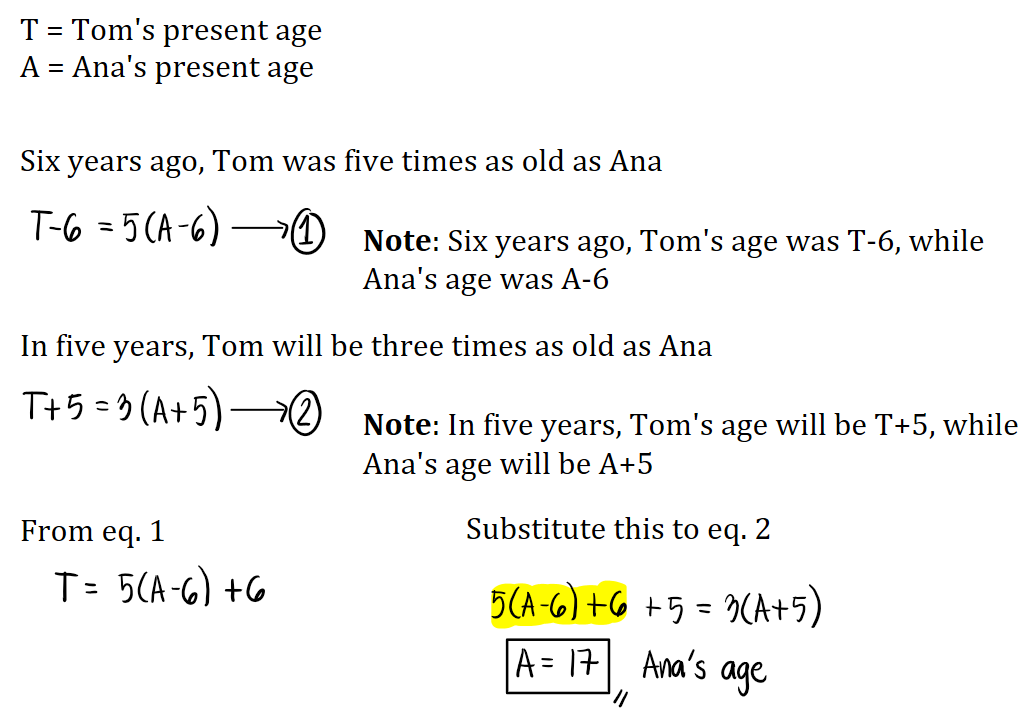 T = Tom's present age
A = Ana's present age
Six years ago, Tom was five times as old as Ana
T-6 = 5(A-6) ⟶ ①
Note: Six years ago, Tom's age was T-6, while
Ana's age was A-6
In five years, Tom will be three times as old as Ana
T+5 = 3(A+5) ⟶ ②
Note: In five years, Tom's age will be T+5, while
Ana's age will be A+5
From eq. 1
T = 5(A-6) +6
Substitute this to eq. 2
5(A-6)+6 +5 = 3(A+5)
A = 17 // Ana's age